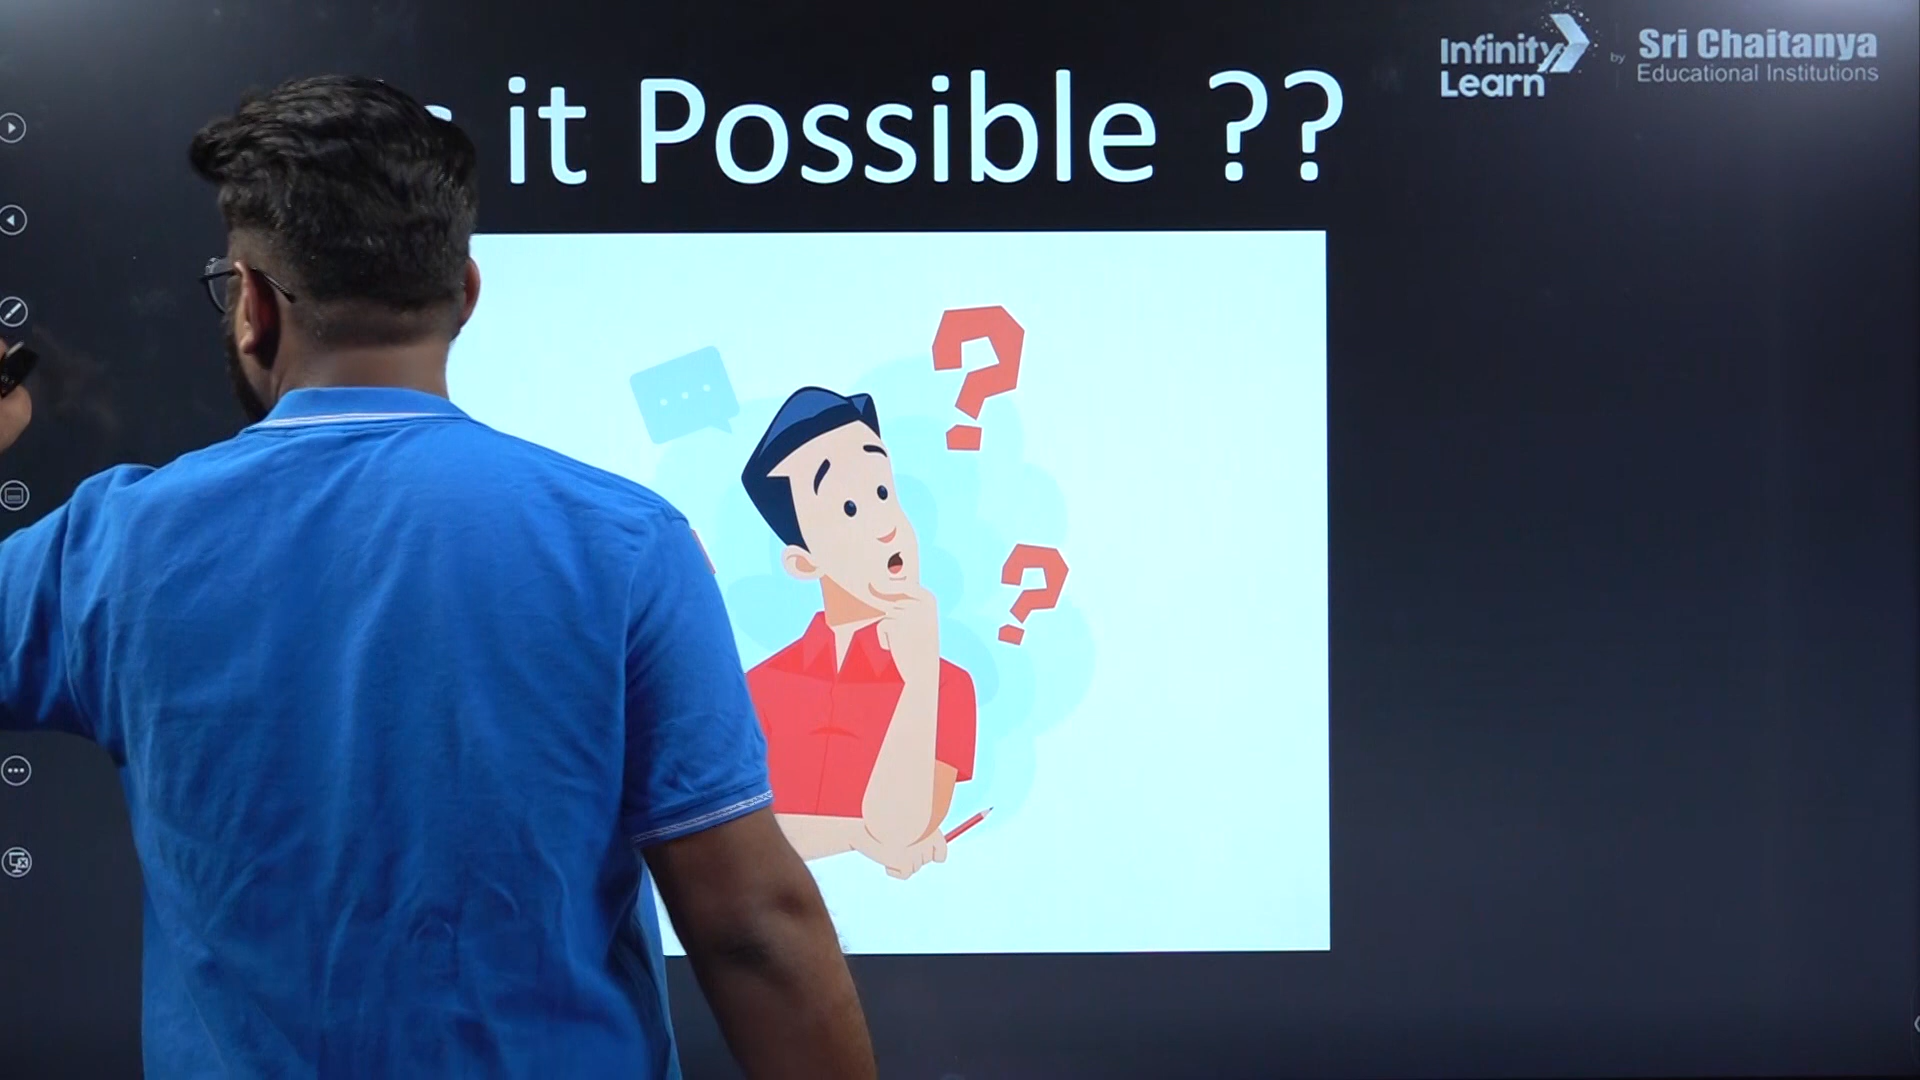 it Possible ??
Infinity
Learn
by
Sri Chaitanya
Educational Institutions